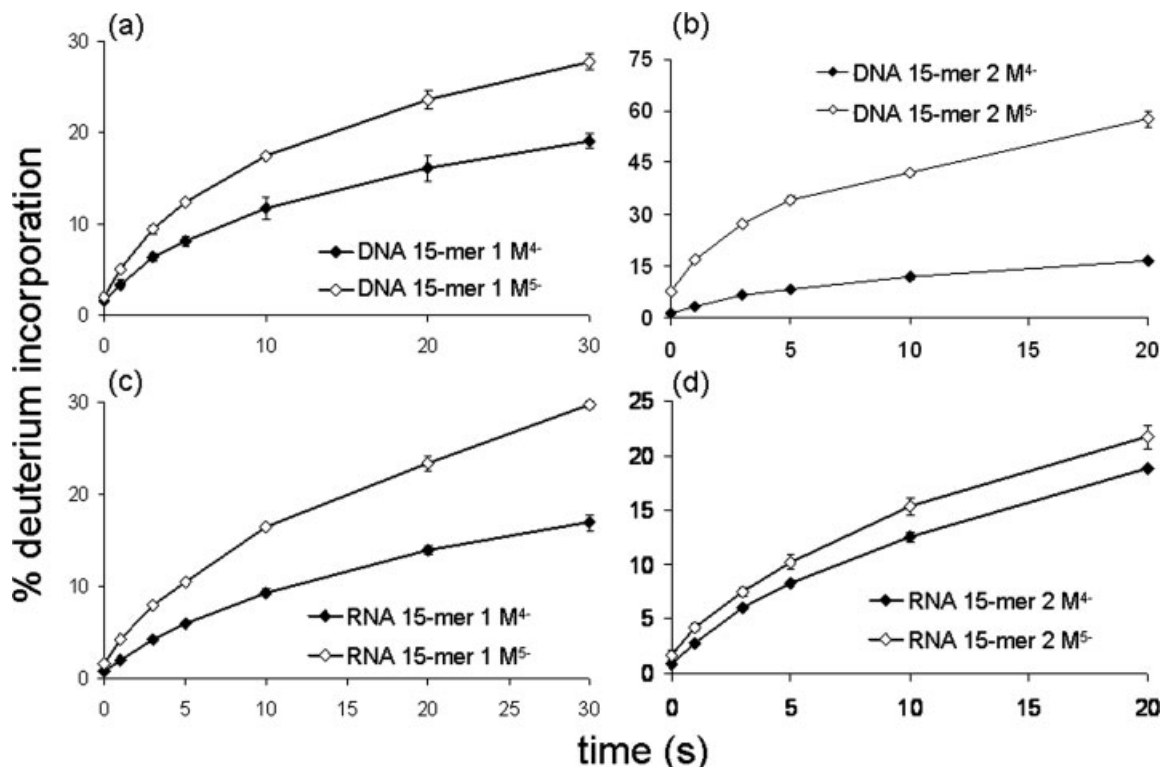 % deuterium incorporation
(a)
30
20
10
0
DNA 15-mer 1 M⁴⁻
DNA 15-mer 1 M⁵⁻
0 10 20 30
(b)
75
60
45
30
15
0
DNA 15-mer 2 M⁴⁻
DNA 15-mer 2 M⁵⁻
0 5 10 15 20
(c)
30
20
10
0
RNA 15-mer 1 M⁴⁻
RNA 15-mer 1 M⁵⁻
0 5 10 15 20 25 30
(d)
25
20
15
10
5
0
RNA 15-mer 2 M⁴⁻
RNA 15-mer 2 M⁵⁻
0 5 10 15 20
time (s)